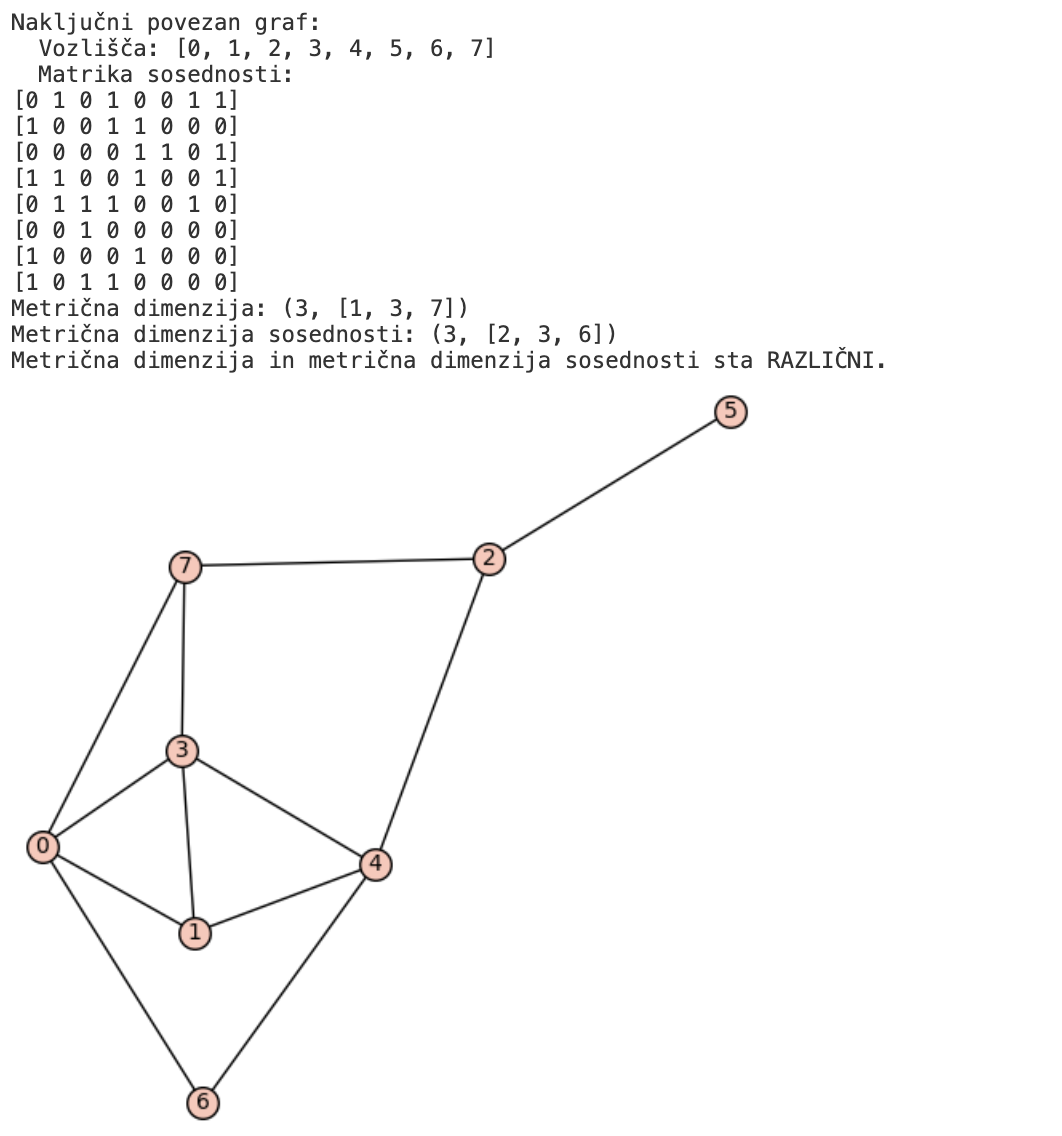 Naključni povezan graf:
  Vozlišča: [0, 1, 2, 3, 4, 5, 6, 7]
  Matrika sosednosti:
[0 1 0 1 0 0 1 1]
[1 0 0 1 1 0 0 0]
[0 0 0 0 1 1 0 1]
[1 1 0 0 1 0 0 1]
[0 1 1 1 0 0 1 0]
[0 0 1 0 0 0 0 0]
[1 0 0 0 1 0 0 0]
[1 0 1 1 0 0 0 0]
Metrična dimenzija: (3, [1, 3, 7])
Metrična dimenzija sosednosti: (3, [2, 3, 6])
Metrična dimenzija in metrična dimenzija sosednosti sta RAZLIČNI.
5
2
7
3
0
4
1
6